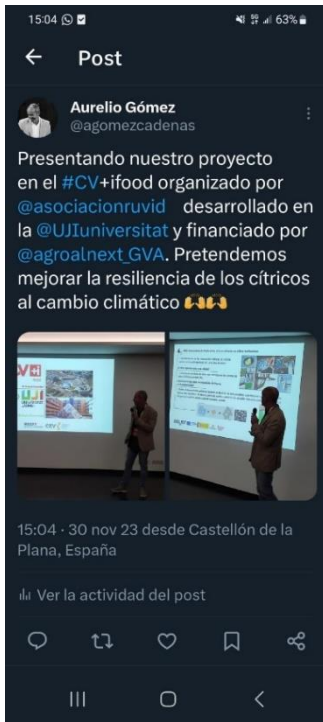 15:04
5G
63%
Post
Aurelio Gómez
@agomezcadenas
Presentando nuestro proyecto
en el #CV+ifood organizado por
@asociacionruvid desarrollado en
la @UJIuniversitat y financiado por
@agroalnext_GVA. Pretendemos
mejorar la resiliencia de los cítricos
al cambio climático
UJI
15:04 · 30 nov 23 desde Castellón de la
Plana, España
Ver la actividad del post